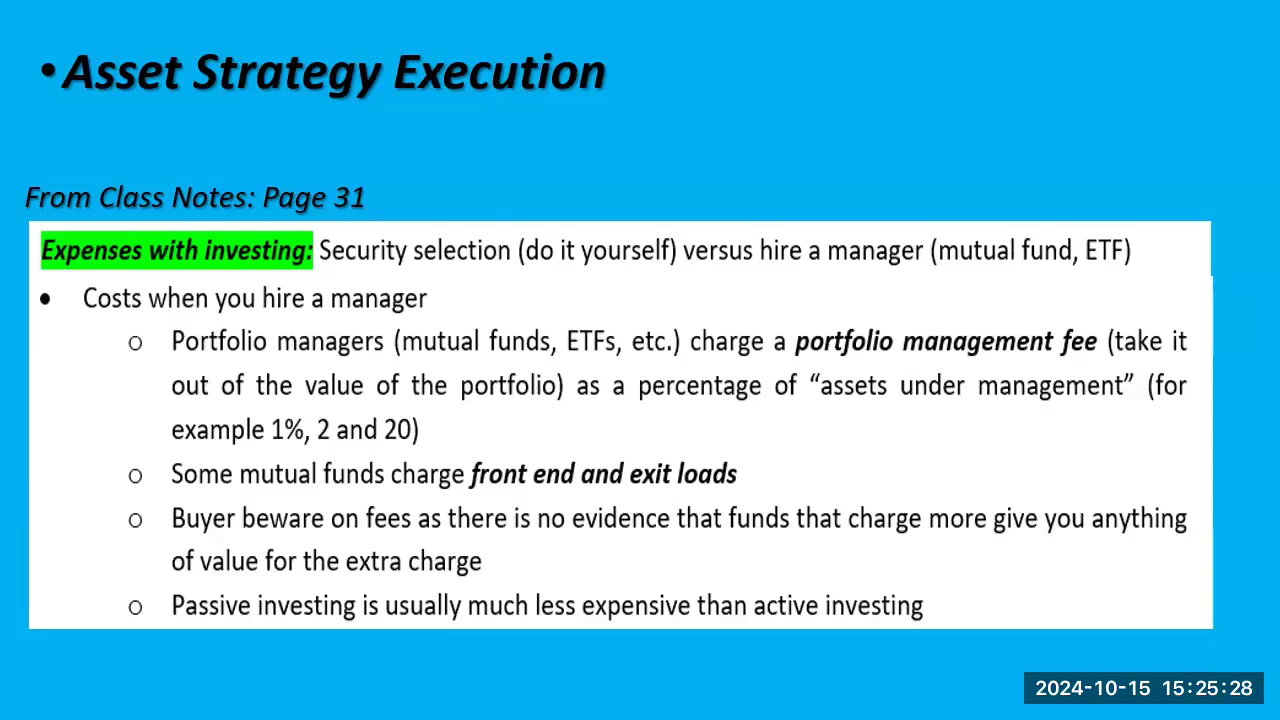 •Asset Strategy Execution
From Class Notes: Page 31
Expenses with investing: Security selection (do it yourself) versus hire a manager (mutual fund, ETF)
• Costs when you hire a manager
o Portfolio managers (mutual funds, ETFs, etc.) charge a portfolio management fee (take it
out of the value of the portfolio) as a percentage of “assets under management” (for
example 1%, 2 and 20)
o Some mutual funds charge front end and exit loads
o Buyer beware on fees as there is no evidence that funds that charge more give you anything
of value for the extra charge
o Passive investing is usually much less expensive than active investing
2024-10-15 15:25:28